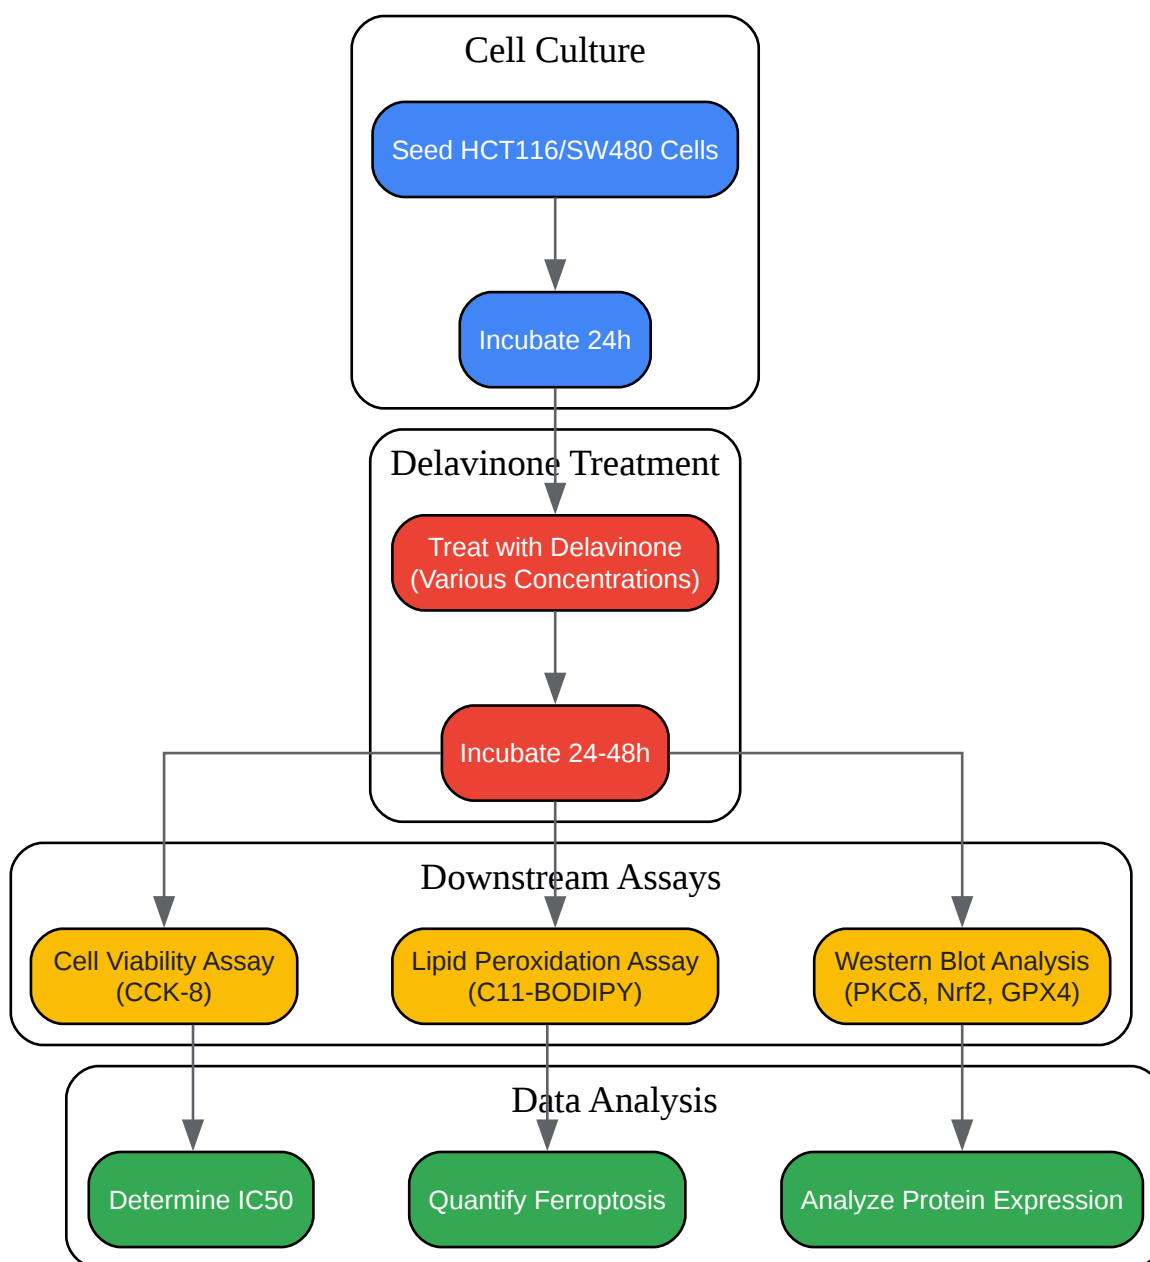 Cell Culture
Seed HCT116/SW480 Cells
Incubate 24h
Delavinone Treatment
Treat with Delavinone
(Various Concentrations)
Incubate 24-48h
Downstream Assays
Cell Viability Assay
(CCK-8)
Lipid Peroxidation Assay
(C11-BODIPY)
Western Blot Analysis
(PKCδ, Nrf2, GPX4)
Data Analysis
Determine IC50
Quantify Ferroptosis
Analyze Protein Expression